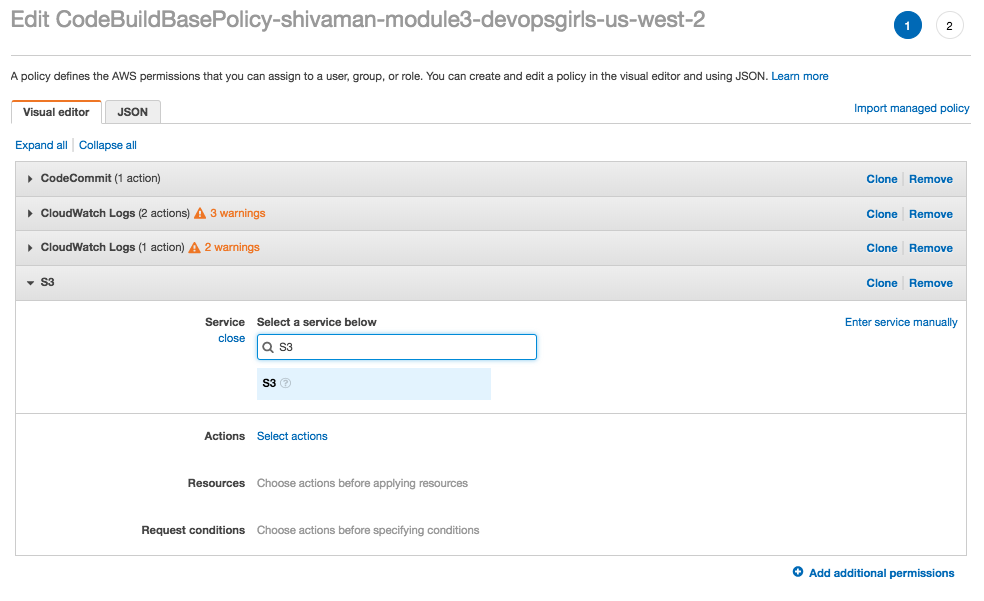 Edit CodeBuildBasePolicy-shivaman-module3-devopsgirls-us-west-2
1
2
A policy defines the AWS permissions that you can assign to a user, group, or role. You can create and edit a policy in the visual editor and using JSON. Learn more
Visual editor
JSON
Import managed policy
Expand all
Collapse all
CodeCommit (1 action)
Clone
Remove
CloudWatch Logs (2 actions) 3 warnings
Clone
Remove
CloudWatch Logs (1 action) 2 warnings
Clone
Remove
S3
Clone
Remove
Service
close
Select a service below
Enter service manually
S3
S3 ?
Actions
Select actions
Resources
Choose actions before applying resources
Request conditions
Choose actions before specifying conditions
Add additional permissions